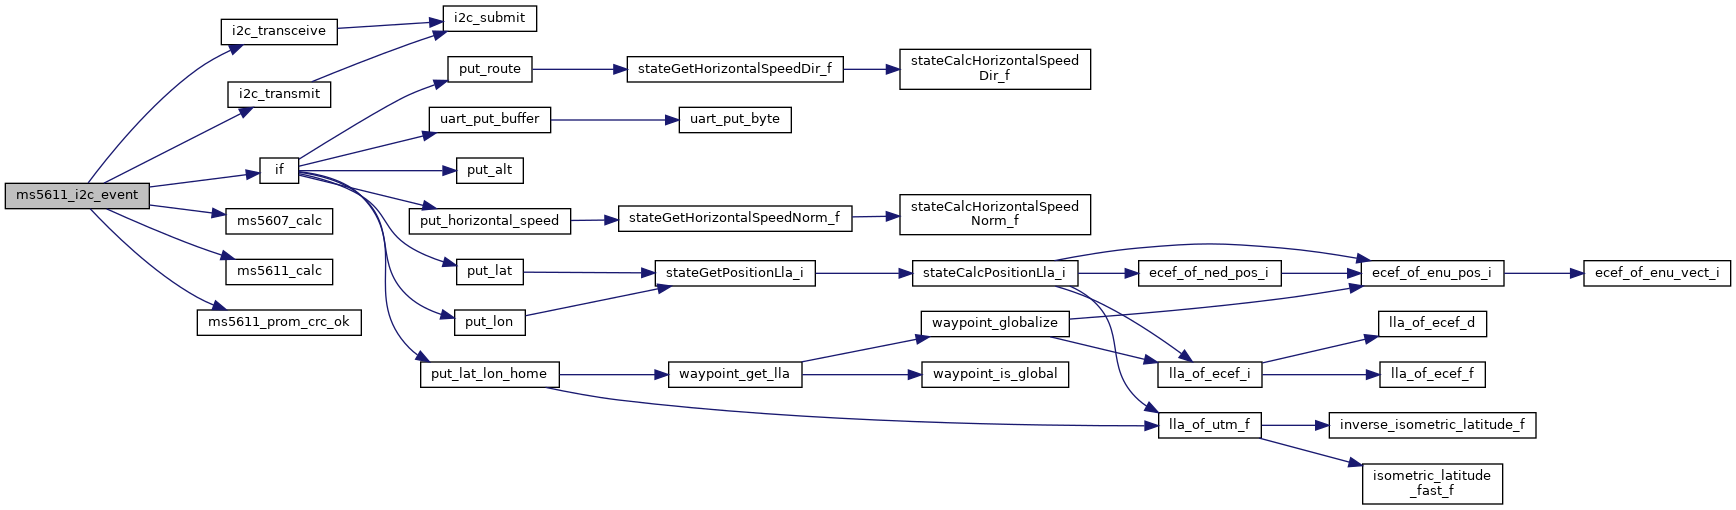 i2c_submit
i2c_transceive
put_route
stateGetHorizontalSpeedDir_f
stateCalcHorizontalSpeed
Dir_f
i2c_transmit
uart_put_buffer
uart_put_byte
if
put_alt
ms5611_i2c_event
ms5607_calc
put_horizontal_speed
stateGetHorizontalSpeedNorm_f
stateCalcHorizontalSpeed
Norm_f
ms5611_calc
put_lat
stateGetPositionLla_i
stateCalcPositionLla_i
ecef_of_ned_pos_i
ecef_of_enu_pos_i
ecef_of_enu_vect_i
ms5611_prom_crc_ok
put_lon
waypoint_globalize
lla_of_ecef_d
put_lat_lon_home
waypoint_get_lla
waypoint_is_global
lla_of_ecef_i
lla_of_ecef_f
lla_of_utm_f
inverse_isometric_latitude_f
isometric_latitude
_fast_f